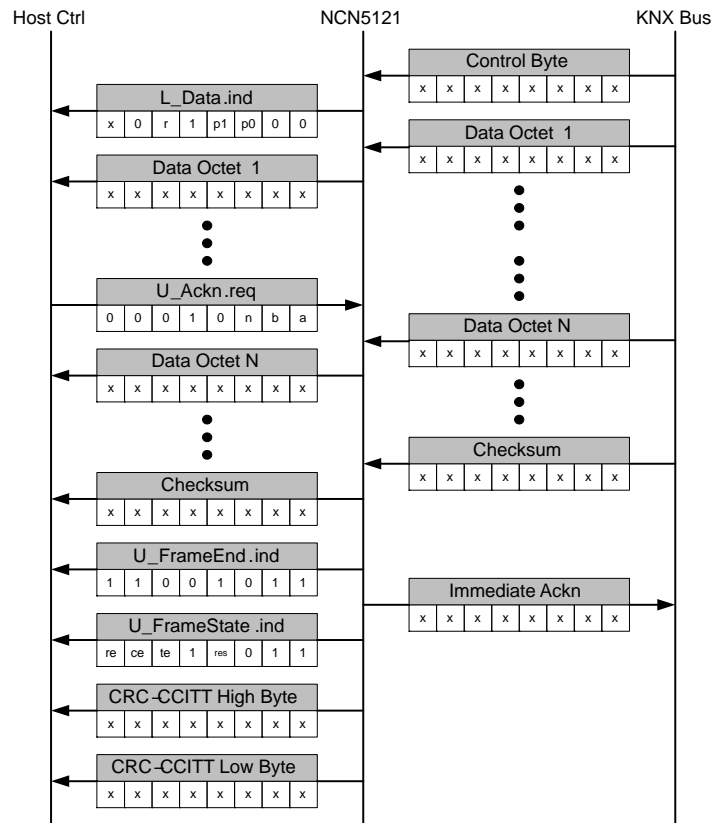 Host Ctrl NCN5121 KNX Bus
Control Byte
x x x x x x x x
L_Data.ind
x 0 r 1 p1 p0 0 0
Data Octet 1
x x x x x x x x
Data Octet 1
x x x x x x x x
U_Ackn.req
0 0 0 1 0 n b a
Data Octet N
x x x x x x x x
Data Octet N
x x x x x x x x
Checksum
x x x x x x x x
Checksum
x x x x x x x x
U_FrameEnd.ind
1 1 0 0 1 0 1 1
Immediate Ackn
x x x x x x x x
U_FrameState.ind
re ce te 1 res 0 1 1
CRC-CCITT High Byte
x x x x x x x x
CRC-CCITT Low Byte
x x x x x x x x